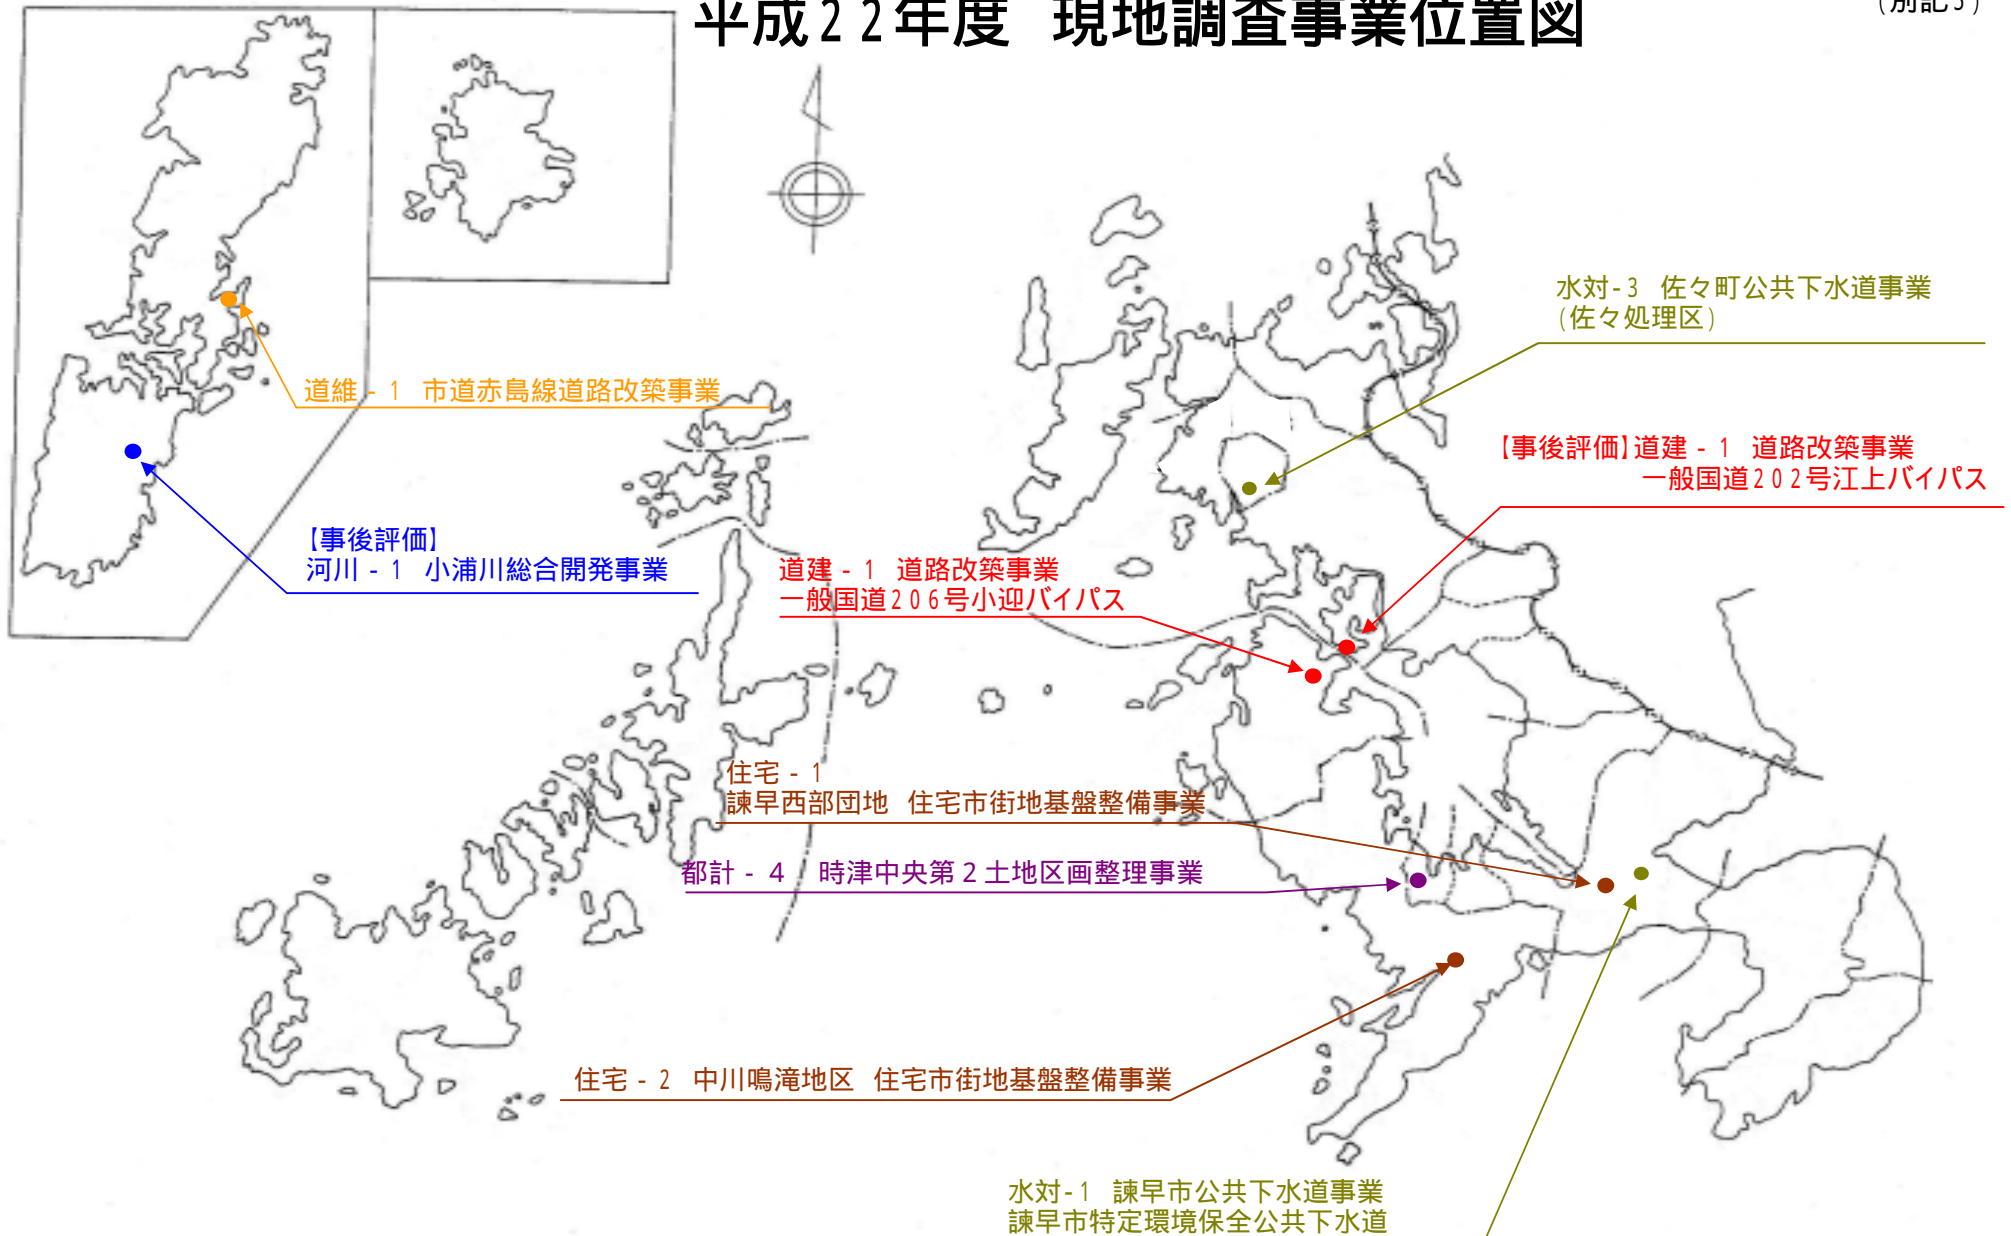 平成２２年度　現地調査事業位置図
(別記5)
水対-3　佐々町公共下水道事業
(佐々処理区)
道維 - 1　市道赤島線道路改築事業
【事後評価】道建 - 1　道路改築事業
一般国道202号江上バイパス
【事後評価】
河川 - 1　小浦川総合開発事業
道建 - 1　道路改築事業
一般国道206号小迎バイパス
住宅 - 1
諫早西部団地　住宅市街地基盤整備事業
都計 - ４　時津中央第２土地区画整理事業
住宅 - 2　中川鳴滝地区　住宅市街地基盤整備事業
水対-1　諫早市公共下水道事業
諫早市特定環境保全公共下水道